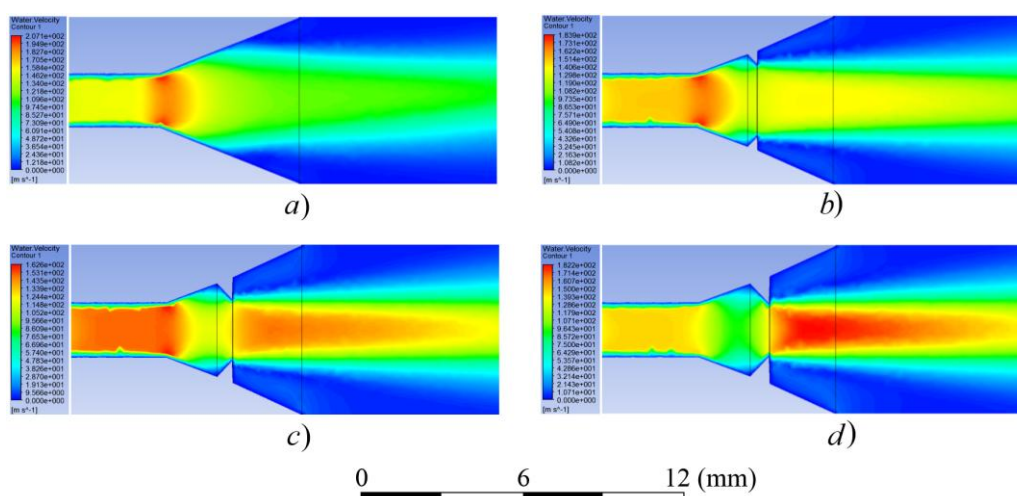 Water.Velocity
Contour 1
2.071e+002
1.949e+002
1.827e+002
1.705e+002
1.584e+002
1.462e+002
1.340e+002
1.218e+002
1.096e+002
9.745e+001
8.527e+001
7.309e+001
6.091e+001
4.872e+001
3.654e+001
2.436e+001
1.218e+001
0.000e+000
[m s^-1]
a)
Water.Velocity
Contour 1
1.839e+002
1.731e+002
1.622e+002
1.514e+002
1.406e+002
1.298e+002
1.190e+002
1.082e+002
9.735e+001
8.653e+001
7.571e+001
6.490e+001
5.408e+001
4.326e+001
3.245e+001
2.163e+001
1.082e+001
0.000e+000
[m s^-1]
b)
Water.Velocity
Contour 1
1.626e+002
1.531e+002
1.435e+002
1.339e+002
1.244e+002
1.148e+002
1.052e+002
9.566e+001
8.609e+001
7.653e+001
6.696e+001
5.740e+001
4.783e+001
3.826e+001
2.870e+001
1.913e+001
9.566e+000
0.000e+000
[m s^-1]
c)
Water.Velocity
Contour 1
1.822e+002
1.714e+002
1.607e+002
1.500e+002
1.393e+002
1.286e+002
1.179e+002
1.071e+002
9.643e+001
8.572e+001
7.500e+001
6.429e+001
5.357e+001
4.286e+001
3.214e+001
2.143e+001
1.071e+001
0.000e+000
[m s^-1]
d)
0 6 12 (mm)